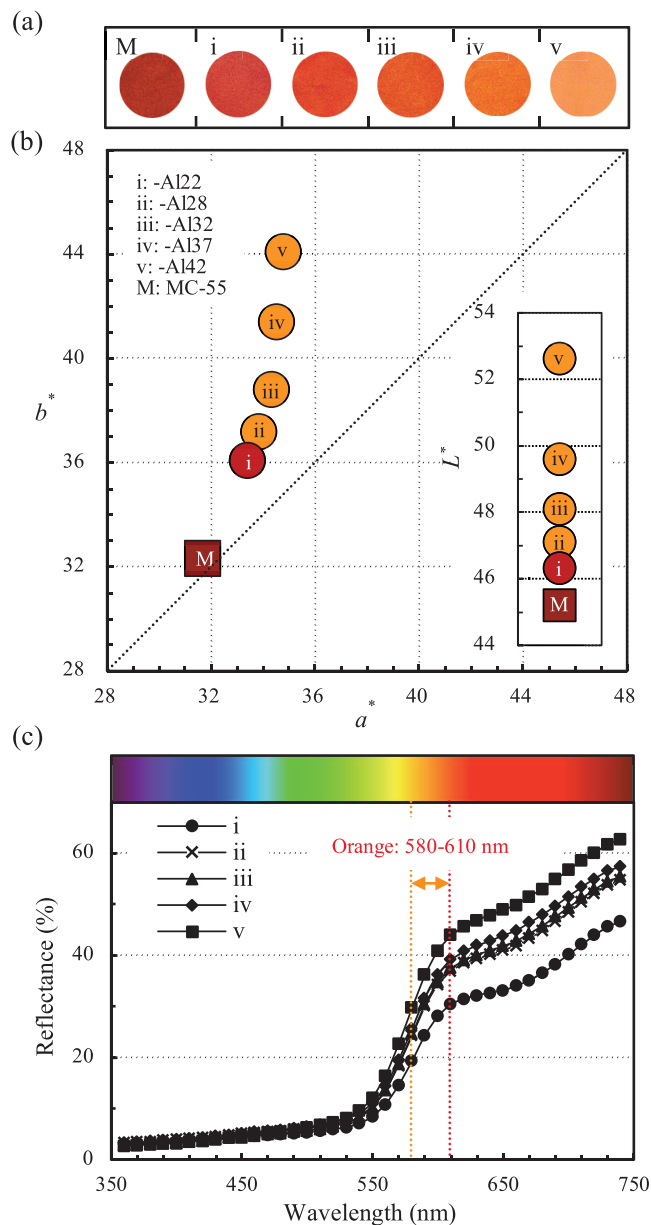 (a)
M i ii iii iv v
(b)
48
44
40
36
32
28
b*
i: -Al22
ii: -Al28
iii: -Al32
iv: -Al37
v: -Al42
M: MC-55
v
iv
iii
ii
i
M
54
52
50
48
46
44
L*
v
iv
iii
ii
i
M
28 32 36 40 44 48
a*
(c)
i
ii
iii
iv
v
Orange: 580-610 nm
60
40
20
0
Reflectance (%)
350 450 550 650 750
Wavelength (nm)